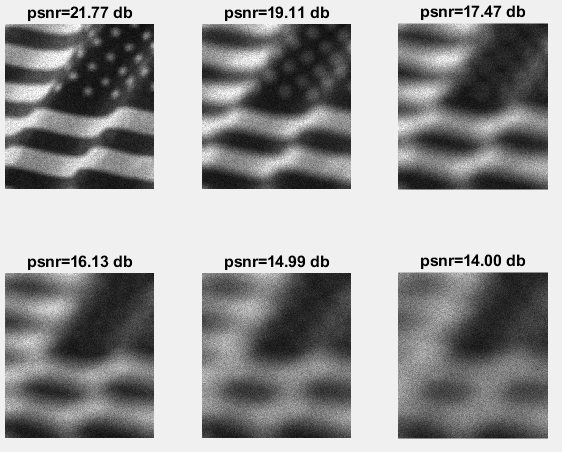 psnr=21.77 db
psnr=19.11 db
psnr=17.47 db
psnr=16.13 db
psnr=14.99 db
psnr=14.00 db